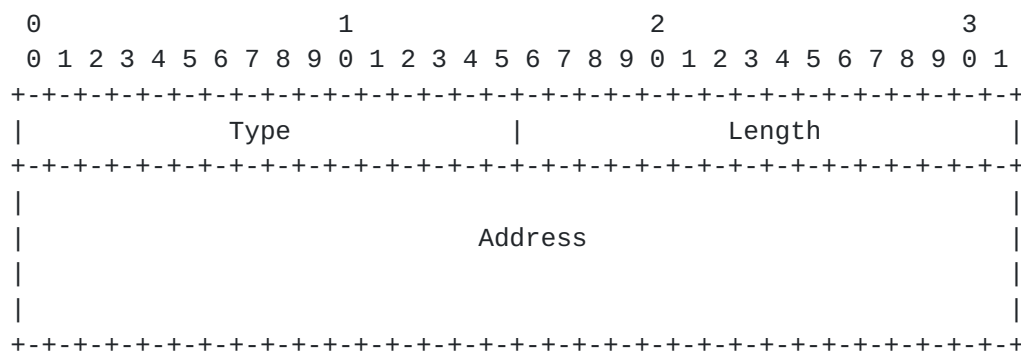 0                   1                   2                   3
 0 1 2 3 4 5 6 7 8 9 0 1 2 3 4 5 6 7 8 9 0 1 2 3 4 5 6 7 8 9 0 1
+-+-+-+-+-+-+-+-+-+-+-+-+-+-+-+-+-+-+-+-+-+-+-+-+-+-+-+-+-+-+-+-+
|             Type              |             Length            |
+-+-+-+-+-+-+-+-+-+-+-+-+-+-+-+-+-+-+-+-+-+-+-+-+-+-+-+-+-+-+-+-+
|                                                               |
|                             Address                           |
|                                                               |
|                                                               |
+-+-+-+-+-+-+-+-+-+-+-+-+-+-+-+-+-+-+-+-+-+-+-+-+-+-+-+-+-+-+-+-+